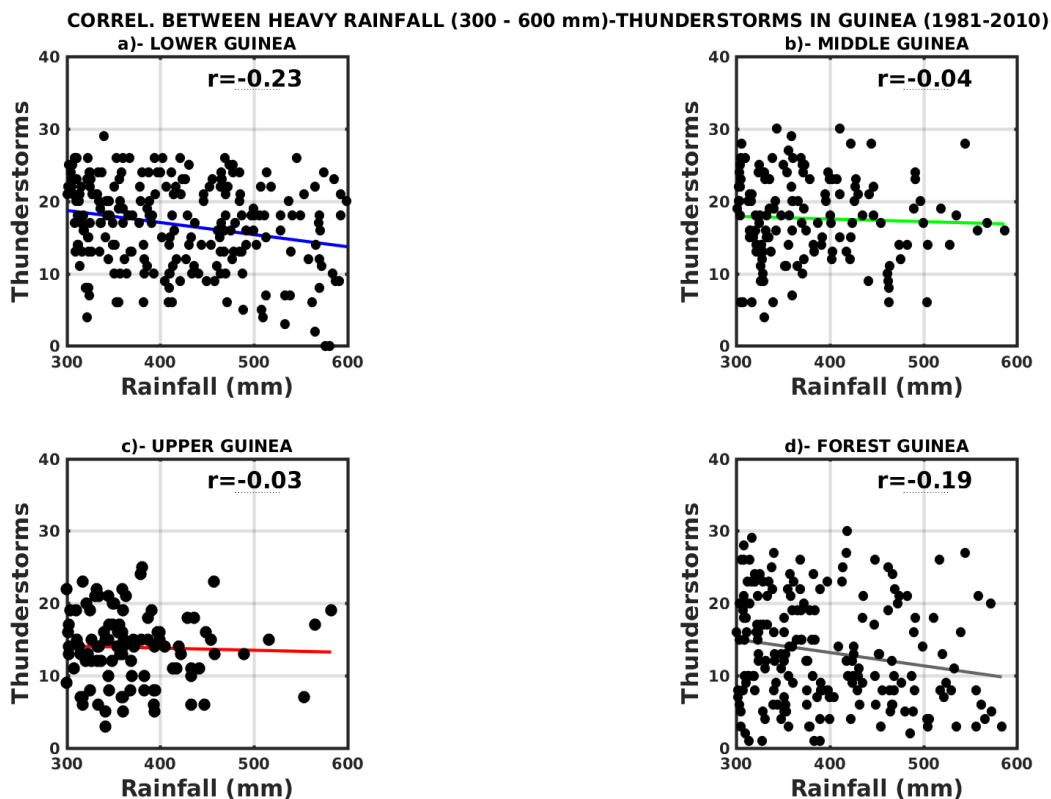 CORREL. BETWEEN HEAVY RAINFALL (300 - 600 mm)-THUNDERSTORMS IN GUINEA (1981-2010)
a)- LOWER GUINEA
r=-0.23
40
30
20
10
0
Thunderstorms
300 400 500 600
Rainfall (mm)
b)- MIDDLE GUINEA
r=-0.04
40
30
20
10
0
Thunderstorms
300 400 500 600
Rainfall (mm)
c)- UPPER GUINEA
r=-0.03
40
30
20
10
0
Thunderstorms
300 400 500 600
Rainfall (mm)
d)- FOREST GUINEA
r=-0.19
40
30
20
10
0
Thunderstorms
300 400 500 600
Rainfall (mm)